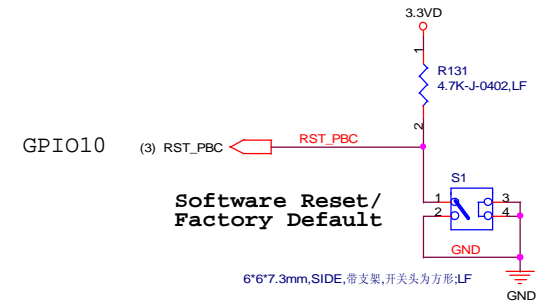 3.3VD
1
R131
4.7K-J-0402,LF
2
GPIO10 (3) RST_PBC RST_PBC
S1
Software Reset/
Factory Default
1 3
2 4
GND
6*6*7.3mm,SIDE,带支架,开关头为方形;LF
GND